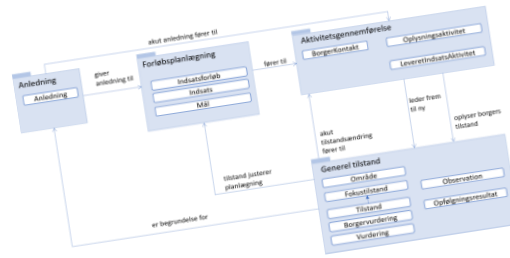 akut anledning fører til
Aktivitetsgennemførelse
BorgerKontakt
Oplysningsaktivitet
LeveretIndsatsAktivitet
Forløbsplanlægning
Indsatsforløb
Indsats
Mål
fører til
Anledning
Anledning
giver
anledning til
leder frem
til ny
oplyser borgers
tilstand
akut
tilstandsændring
fører til
tilstand justerer
planlægning
er begrundelse for
Generel tilstand
Område
Fokustilstand
Tilstand
Borgervurdering
Vurdering
Observation
Opfølgningsresultat